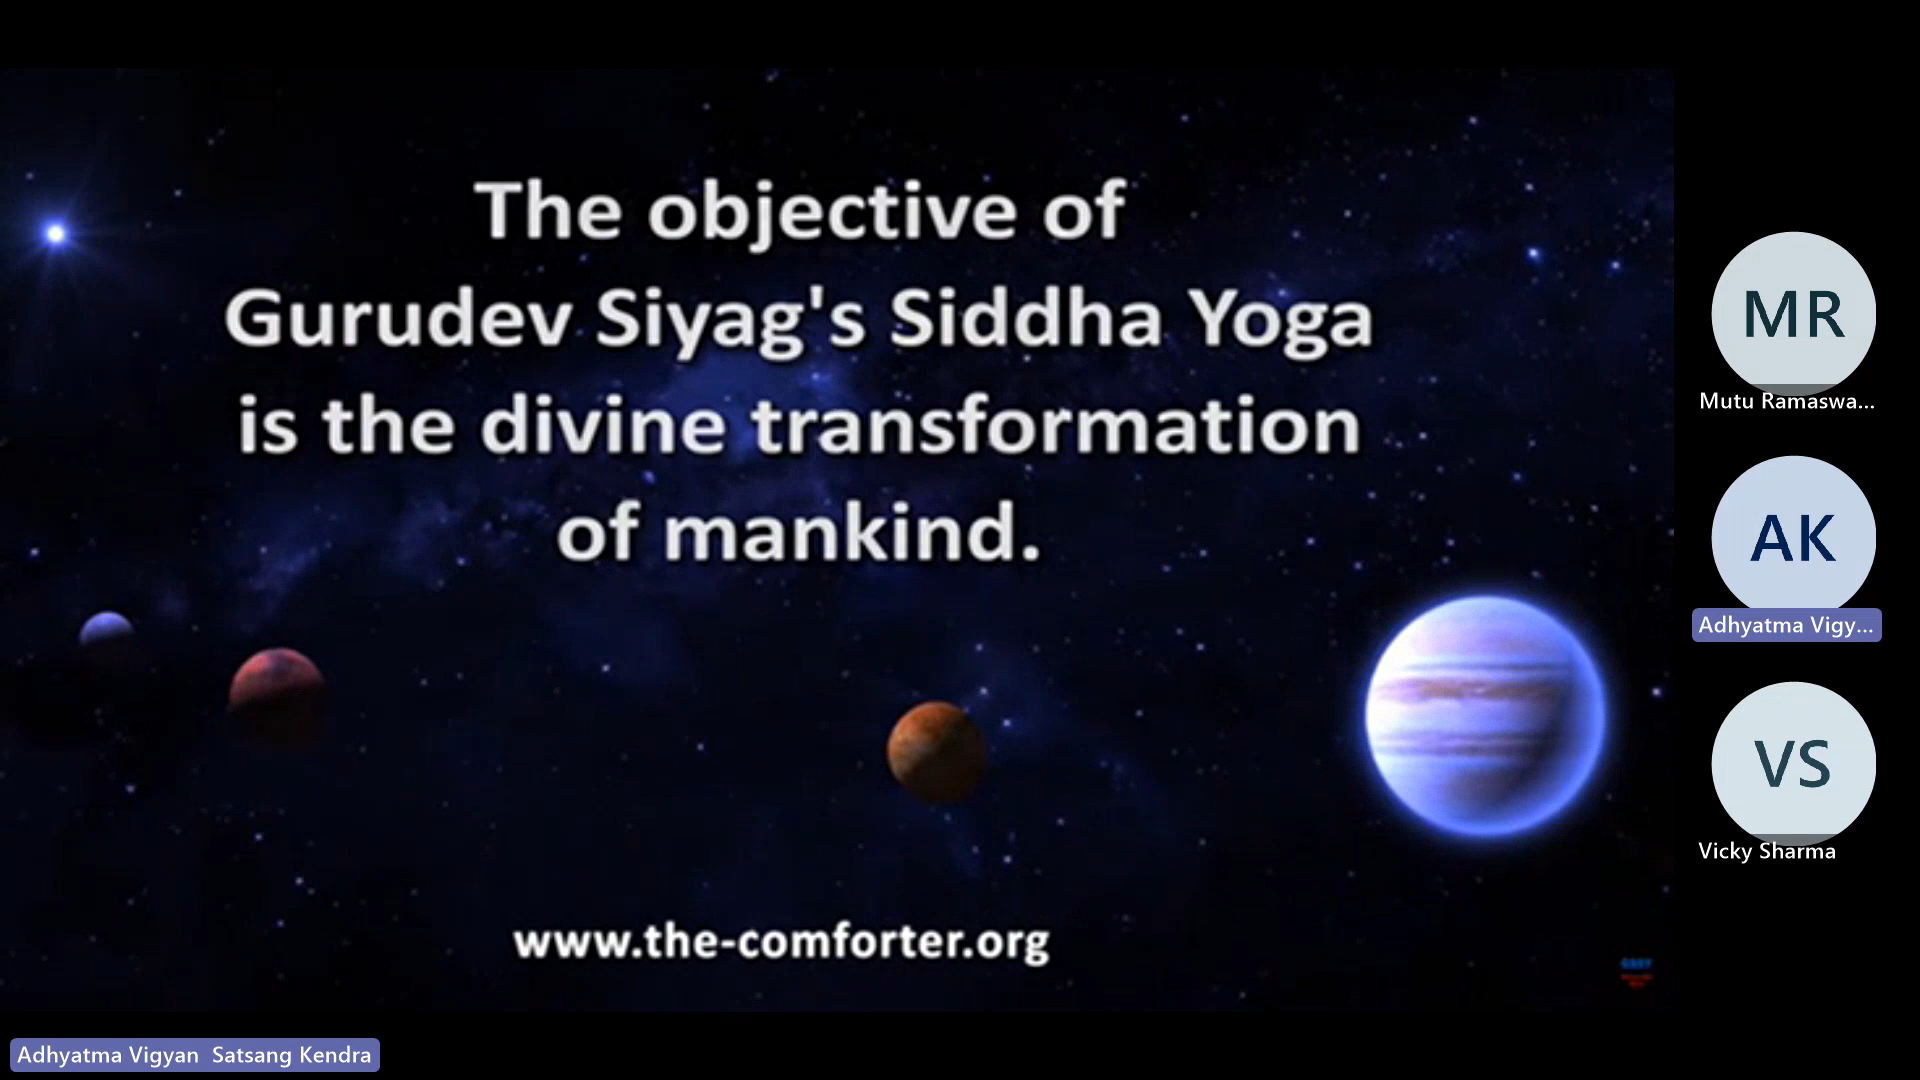 The objective of
Gurudev Siyag's Siddha Yoga
is the divine transformation
of mankind.
www.the-comforter.org
MR
Mutu Ramaswa...
AK
Adhyatma Vigy...
VS
Vicky Sharma
Adhyatma Vigyan Satsang Kendra